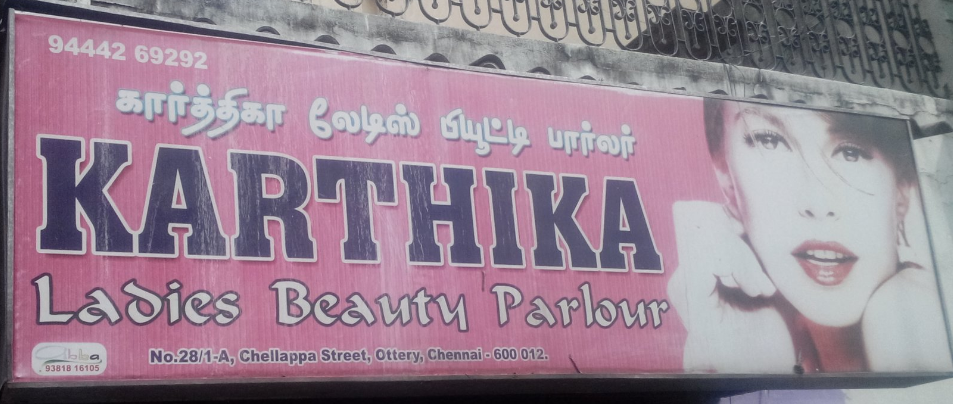 94442 69292
கார்த்திகா லேடிஸ் பியூட்டி பார்லர்
KARTHIKA
Ladies Beauty Parlour
No.28/1-A, Chellappa Street, Ottery, Chennai - 600 012.
93818 16105